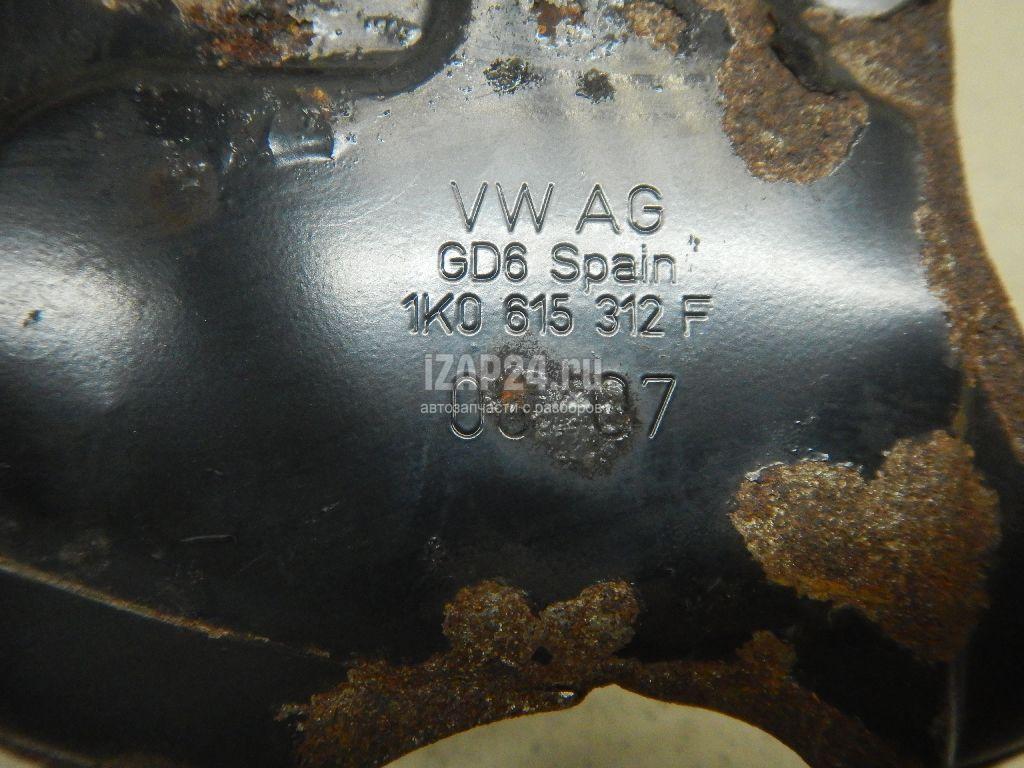 VW AG
GD6 Spain
1K0 615 312 F
iZAP24.ru
автозапчасти с разборов